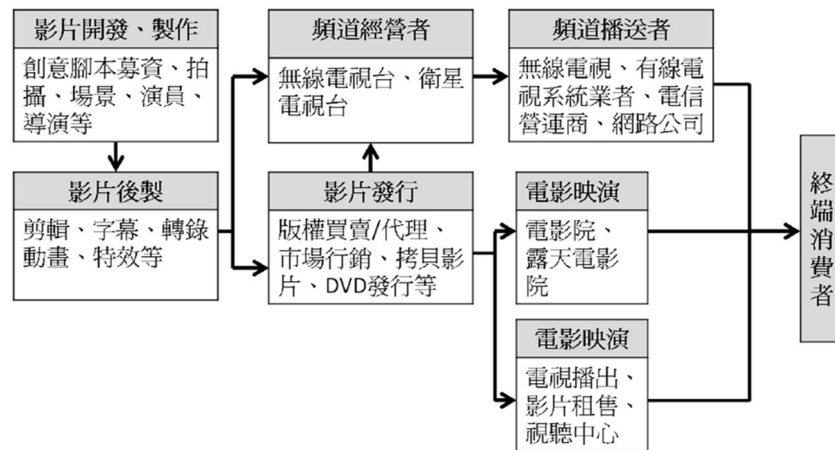 影片開發、製作
創意腳本募資、拍
攝、場景、演員、
導演等
頻道經營者
無線電視台、衛星
電視台
頻道播送者
無線電視、有線電
視系統業者、電信
營運商、網路公司
影片後製
剪輯、字幕、轉錄
動畫、特效等
影片發行
版權買賣/代理、
市場行銷、拷貝影
片、DVD發行等
電影映演
電影院、
露天電影
院
電影映演
電視播出、
影片租售、
視聽中心
終端消費者